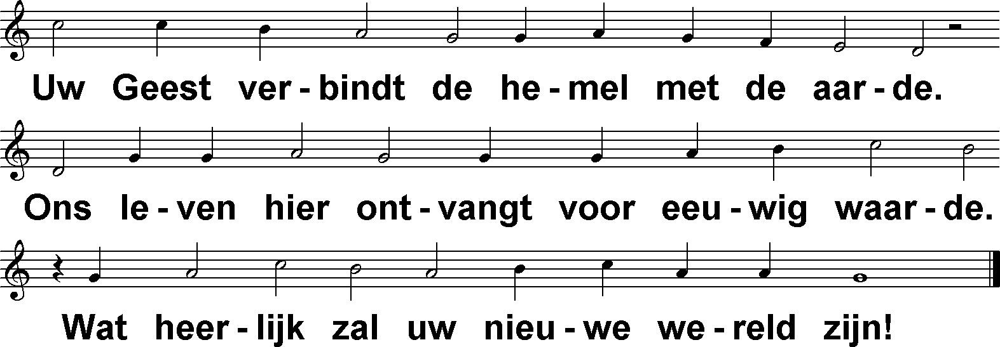 Uw Geest ver-bindt de he-mel met de aar-de.
Ons le-ven hier ont-vangt voor eeu-wig waar-de.
Wat heer-lijk zal uw nieu-we we-reld zijn!